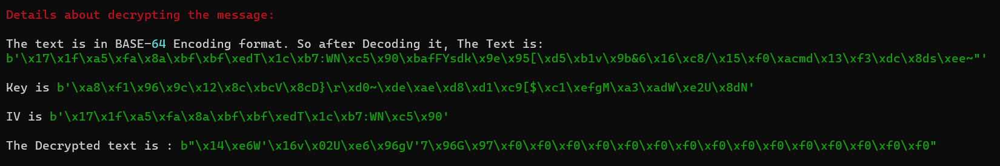 Details about decrypting the message:
The text is in BASE-64 Encoding format. So after Decoding it, The Text is:
b'\x17\x1f\xa5\xfa\x8a\xbf\xbf\xedT\x1c\xb7:WN\xc5\x90\xbafFYsdk\x9e\x95[\xd5\xb1v\x9b&6\x16\xc8/\x15\xf0\xacmd\x13\xf3\xdc\x8ds\xee~"'
Key is b'\xa8\xf1\x96\x9c\x12\x8c\xbcV\x8cD}\r\xd0~\xde\xae\xd8\xd1\xc9[$\xc1\xefgM\xa3\xadW\xe2U\x8dN'
IV is b'\x17\x1f\xa5\xfa\x8a\xbf\xbf\xedT\x1c\xb7:WN\xc5\x90'
The Decrypted text is : b"\x14\xe6W'\x16v\x02U\xe6\x96gV'7\x96G\x97\xf0\xf0\xf0\xf0\xf0\xf0\xf0\xf0\xf0\xf0\xf0\xf0\xf0\xf0\xf0"